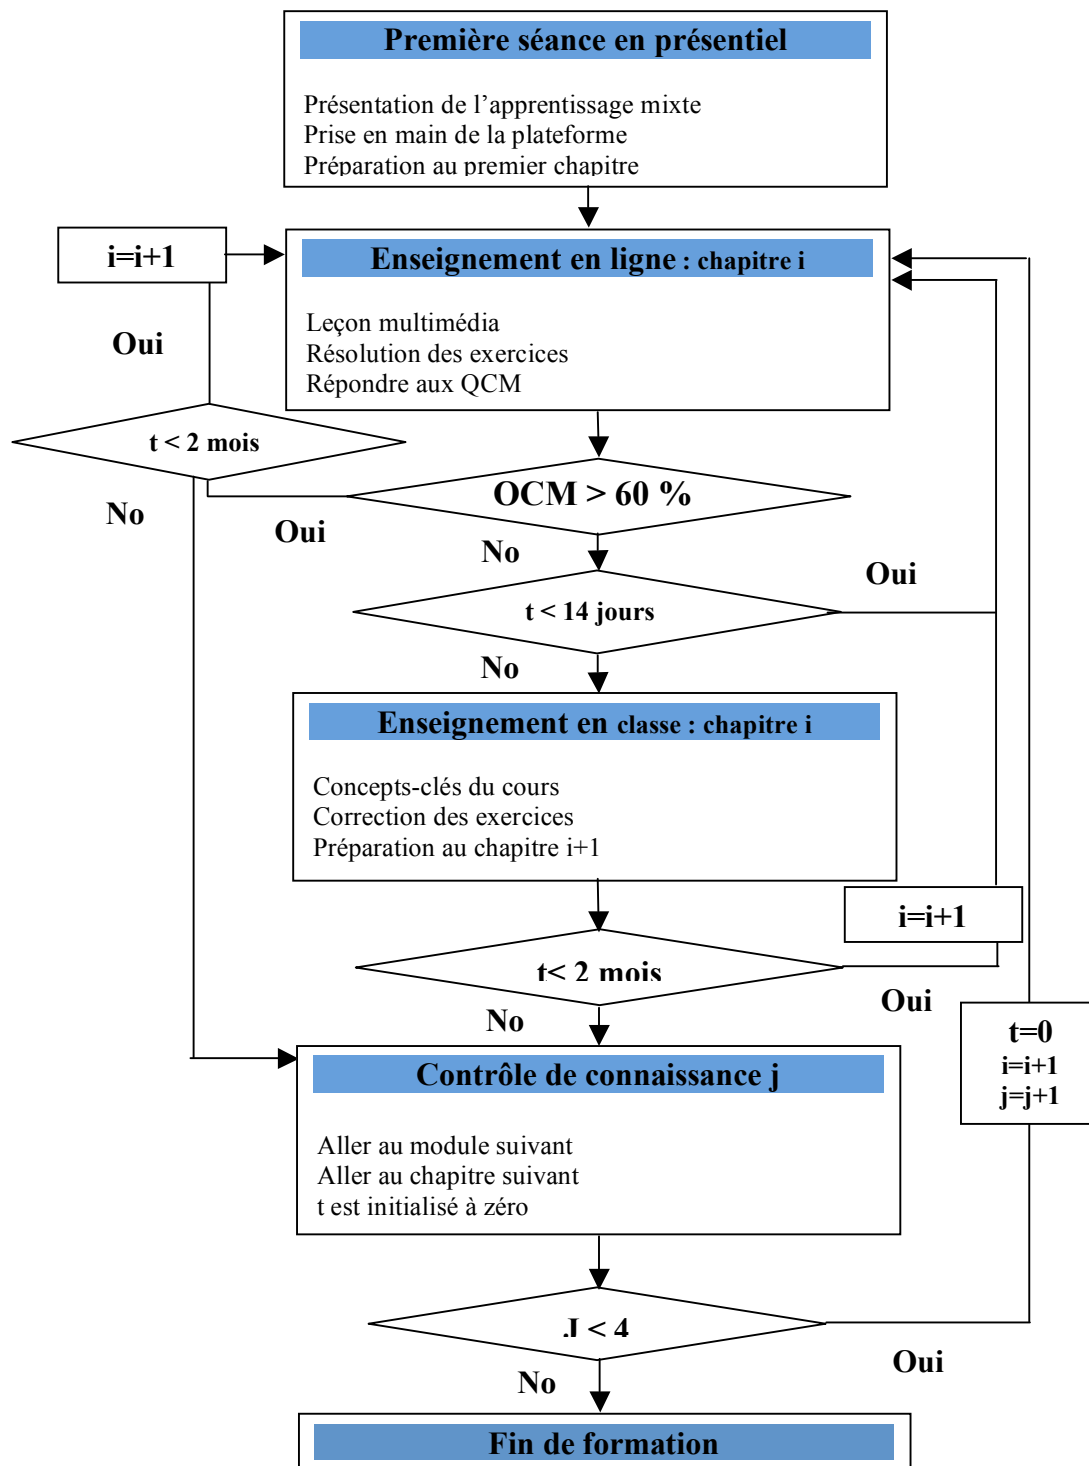 Première séance en présentiel
Présentation de l’apprentissage mixte
Prise en main de la plateforme
Préparation au premier chapitre
i=i+1
Enseignement en ligne : chapitre i
Leçon multimédia
Résolution des exercices
Répondre aux QCM
Oui
t < 2 mois
OCM > 60 %
No
Oui
No
Oui
t < 14 jours
No
Enseignement en classe : chapitre i
Concepts-clés du cours
Correction des exercices
Préparation au chapitre i+1
i=i+1
t< 2 mois
Oui
No
t=0
i=i+1
j=j+1
Contrôle de connaissance j
Aller au module suivant
Aller au chapitre suivant
t est initialisé à zéro
J < 4
Oui
No
Fin de formation